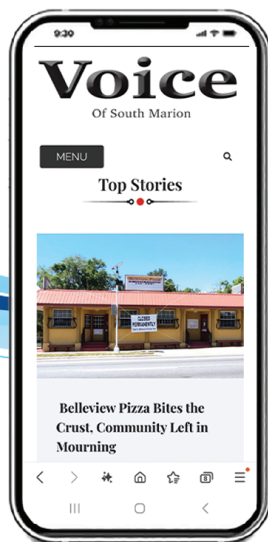 9:30
Voice
Of South Marion
MENU
Top Stories
CLOSED
PERMANENTLY
Belleview Pizza Bites the
Crust, Community Left in
Mourning